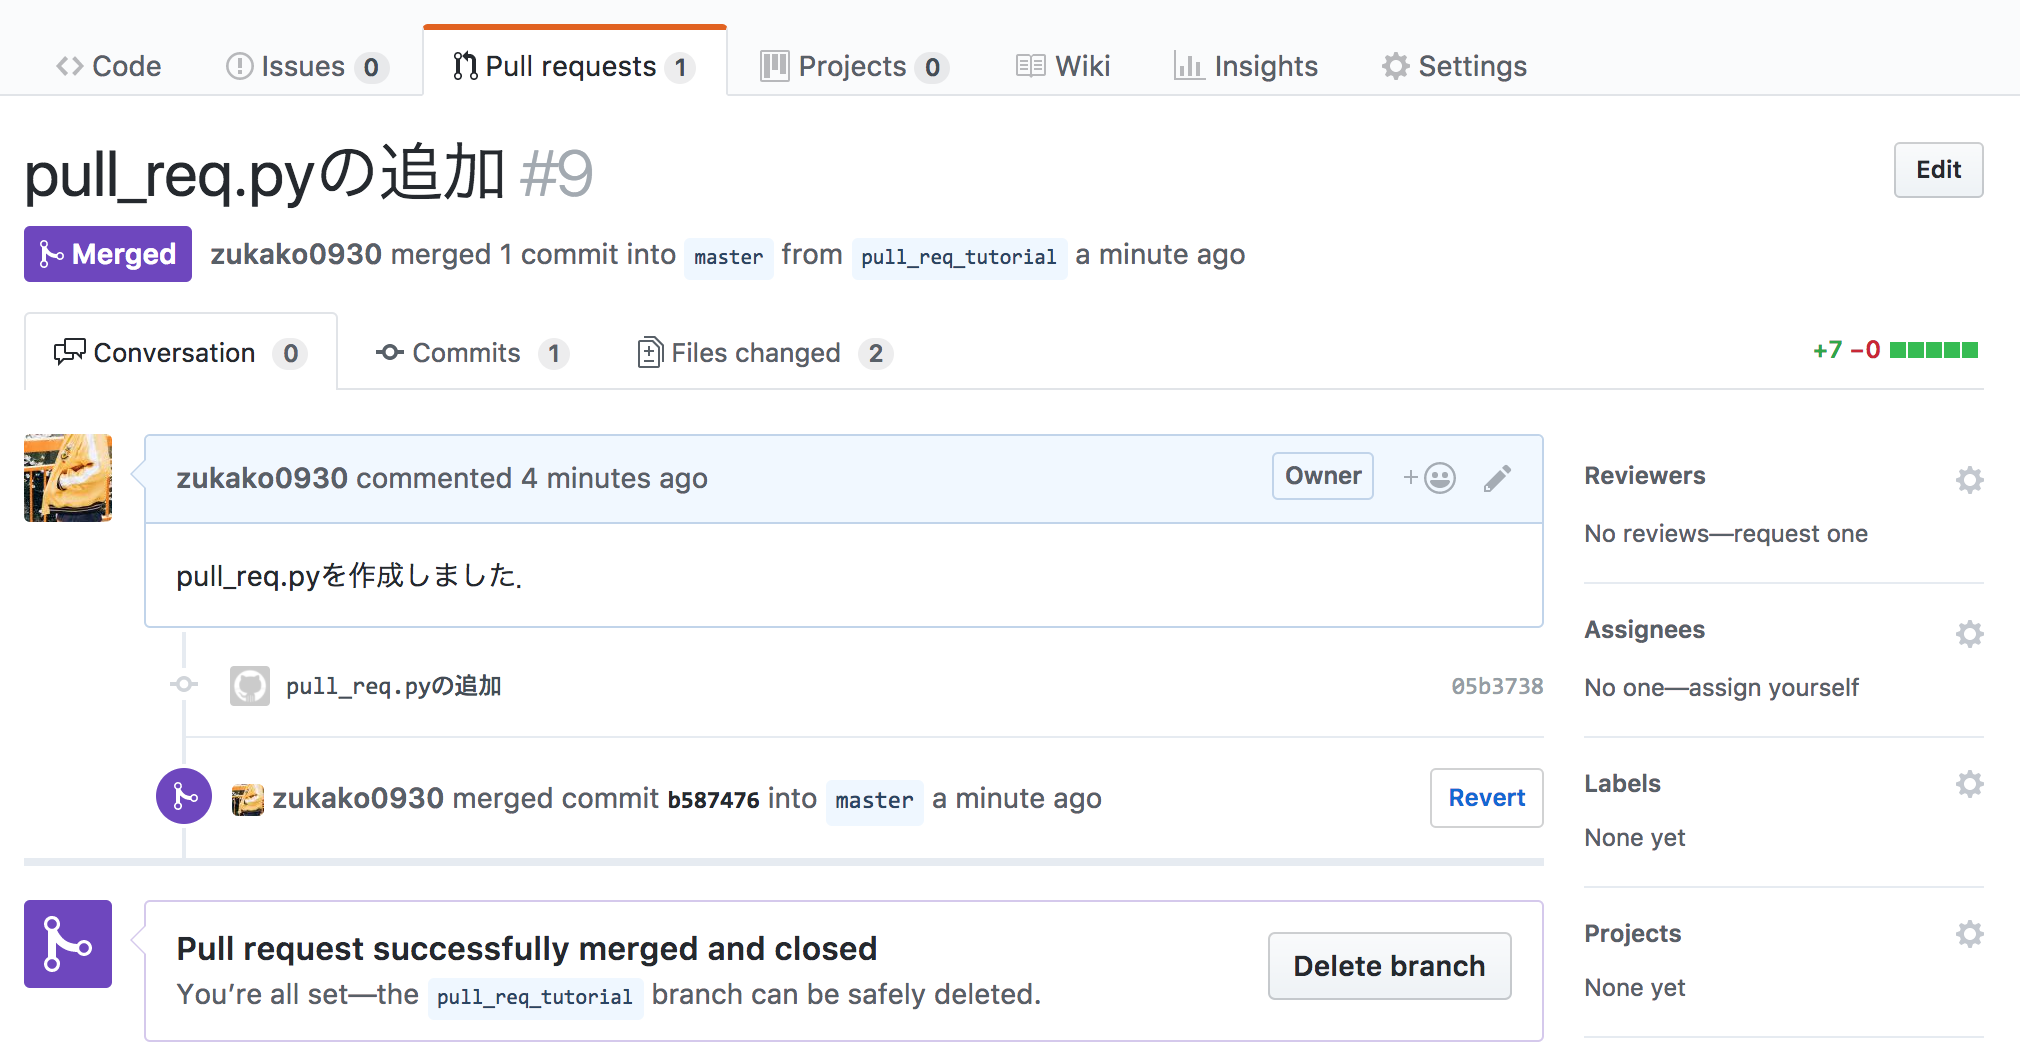 Code Issues 0 Pull requests 1 Projects 0 Wiki Insights Settings
pull_req.pyの追加 #9
Edit
Merged zukako0930 merged 1 commit into master from pull_req_tutorial a minute ago
Conversation 0 Commits 1 Files changed 2
+7 −0
zukako0930 commented 4 minutes ago
Owner
pull_req.pyを作成しました.
pull_req.pyの追加
05b3738
zukako0930 merged commit b587476 into master a minute ago
Revert
Pull request successfully merged and closed
You’re all set—the pull_req_tutorial branch can be safely deleted.
Delete branch
Reviewers
No reviews—request one
Assignees
No one—assign yourself
Labels
None yet
Projects
None yet